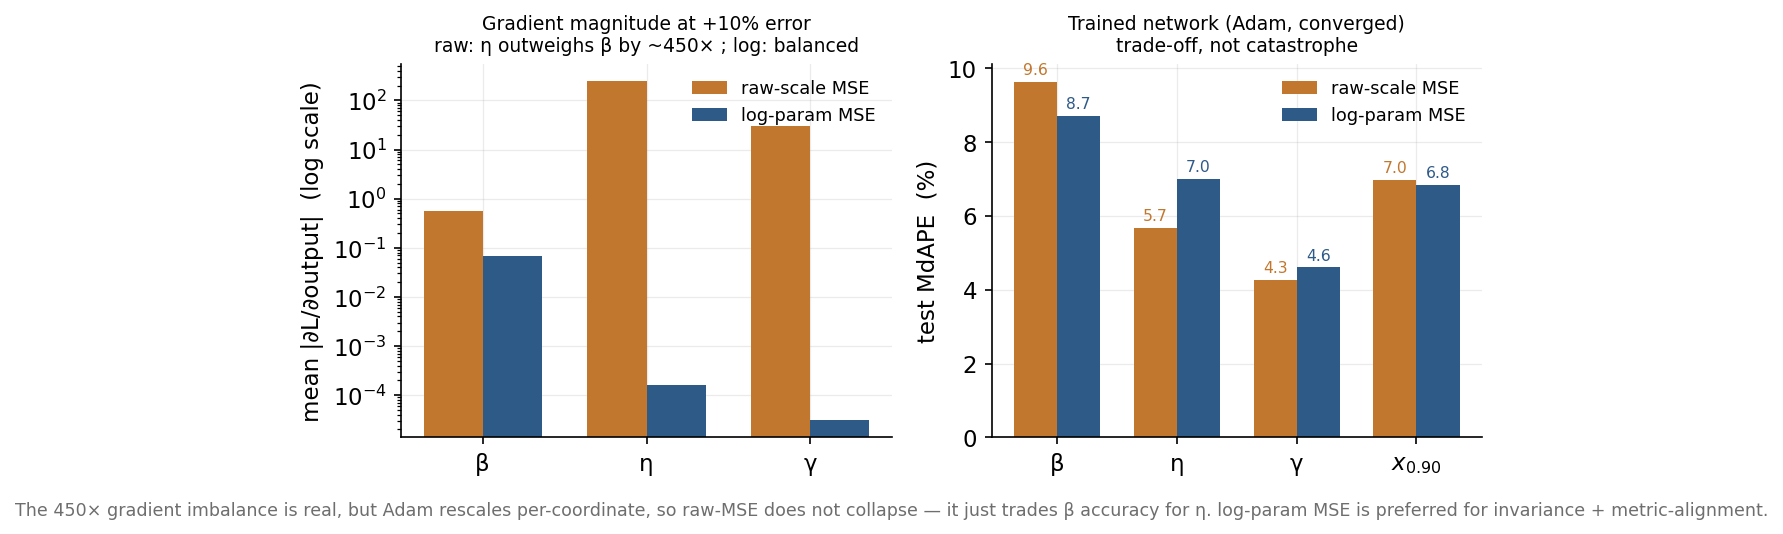 Gradient magnitude at +10% error
raw: η outweighs β by ~450× ; log: balanced
mean |∂L/∂output|  (log scale)
10²
10¹
10⁰
10⁻¹
10⁻²
10⁻³
10⁻⁴
raw-scale MSE
log-param MSE
β
η
γ
Trained network (Adam, converged)
trade-off, not catastrophe
test MdAPE  (%)
10
8
6
4
2
0
raw-scale MSE
log-param MSE
9.6
8.7
5.7
7.0
4.3
4.6
7.0
6.8
β
η
γ
x₀.₉₀
The 450× gradient imbalance is real, but Adam rescales per-coordinate, so raw-MSE does not collapse — it just trades β accuracy for η. log-param MSE is preferred for invariance + metric-alignment.